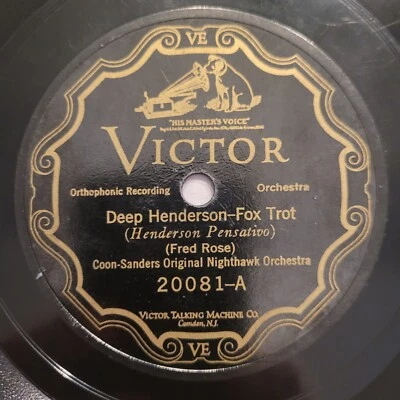 VE
"HIS MASTER'S VOICE"
VICTOR
Orthophonic Recording Orchestra
Deep Henderson–Fox Trot
(Henderson Pensativo)
(Fred Rose)
Coon-Sanders Original Nighthawk Orchestra
20081-A
VICTOR TALKING MACHINE CO.
Camden, N.J.
VE